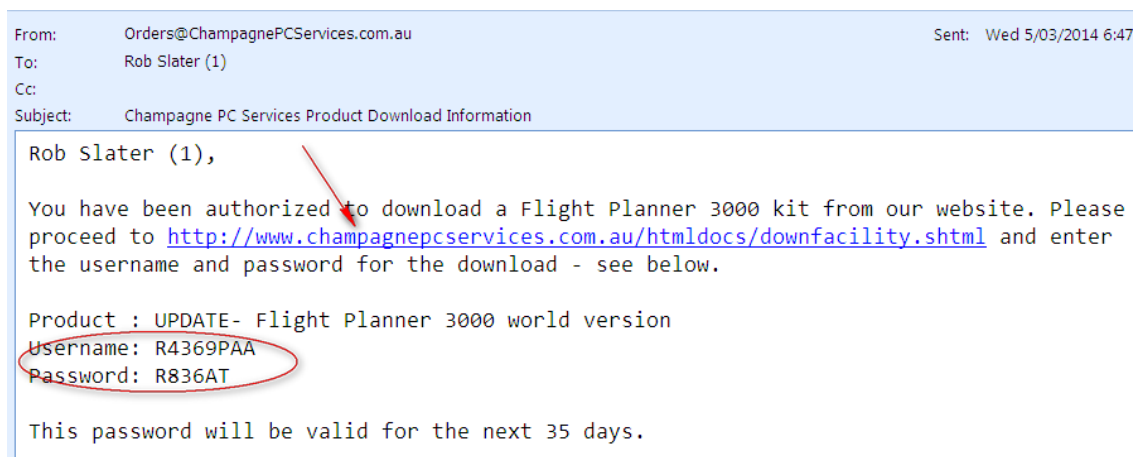 From: Orders@ChampagnePCServices.com.au Sent: Wed 5/03/2014 6:47
To: Rob Slater (1)
Cc:
Subject: Champagne PC Services Product Download Information
Rob Slater (1),
You have been authorized to download a Flight Planner 3000 kit from our website. Please
proceed to http://www.champagnepcservices.com.au/htmldocs/downfacility.shtml and enter
the username and password for the download - see below.
Product : UPDATE- Flight Planner 3000 world version
Username: R4369PAA
Password: R836AT
This password will be valid for the next 35 days.